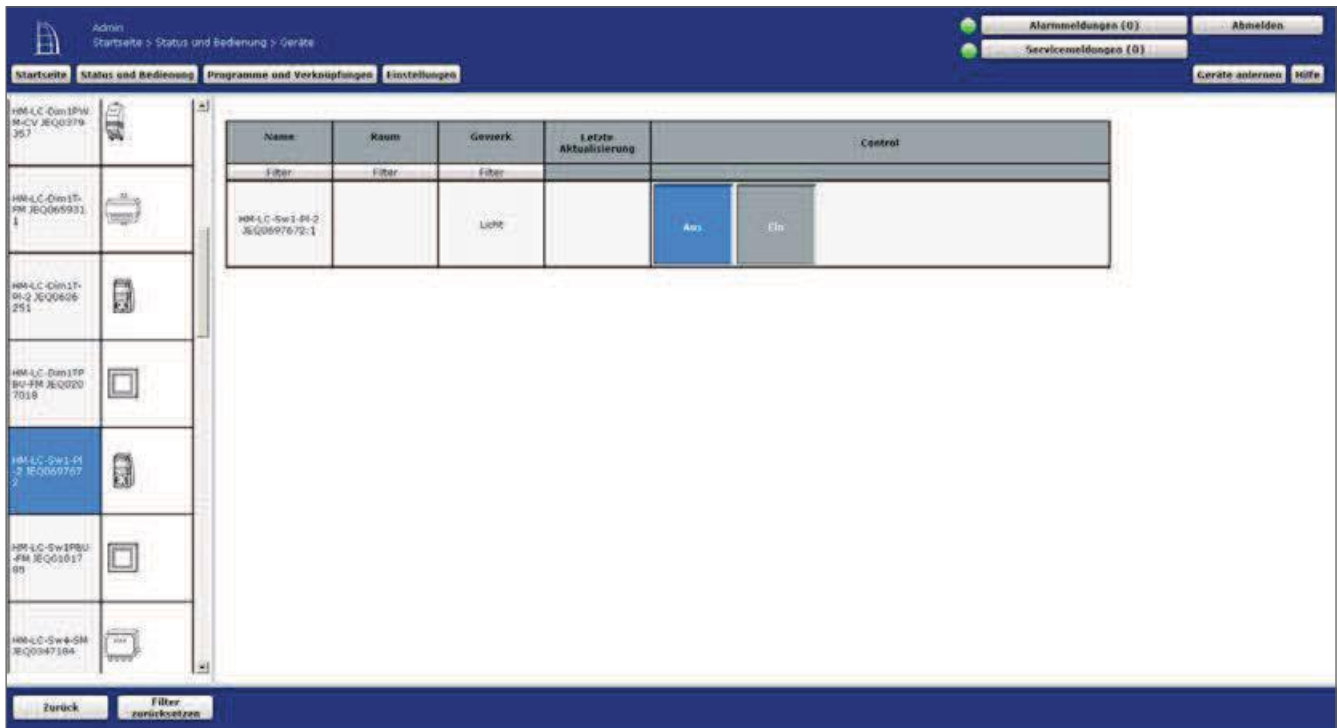 Admin
Startseite > Status und Bedienung > Geräte
Alarmmeldungen (0)
Abmelden
Servicemeldungen (0)
Startseite
Status und Bedienung
Programme und Verknüpfungen
Einstellungen
Geräte anlernen
Hilfe
HM-LC-Dim1PW
M-CV JEQ0379
357
HM-LC-Dim1T-
FM JEQ065931
1
HM-LC-Dim1T-
Pl-2 JEQ0626
251
HM-LC-Dim1TP
BU-FM JEQ020
7018
HM-LC-Sw1-Pl
-2 JEQ069767
2
HM-LC-Sw1PBU
-FM JEQ01017
HM-LC-Sw4-SM
JEQ0347184
Name
Raum
Gewerk
Letzte
Aktualisierung
Control
Filter
Filter
Filter
HM-LC-Sw1-Pl-2
JEQ0697672:1
Licht
Aus
Ein
Zurück
Filter
zurücksetzen